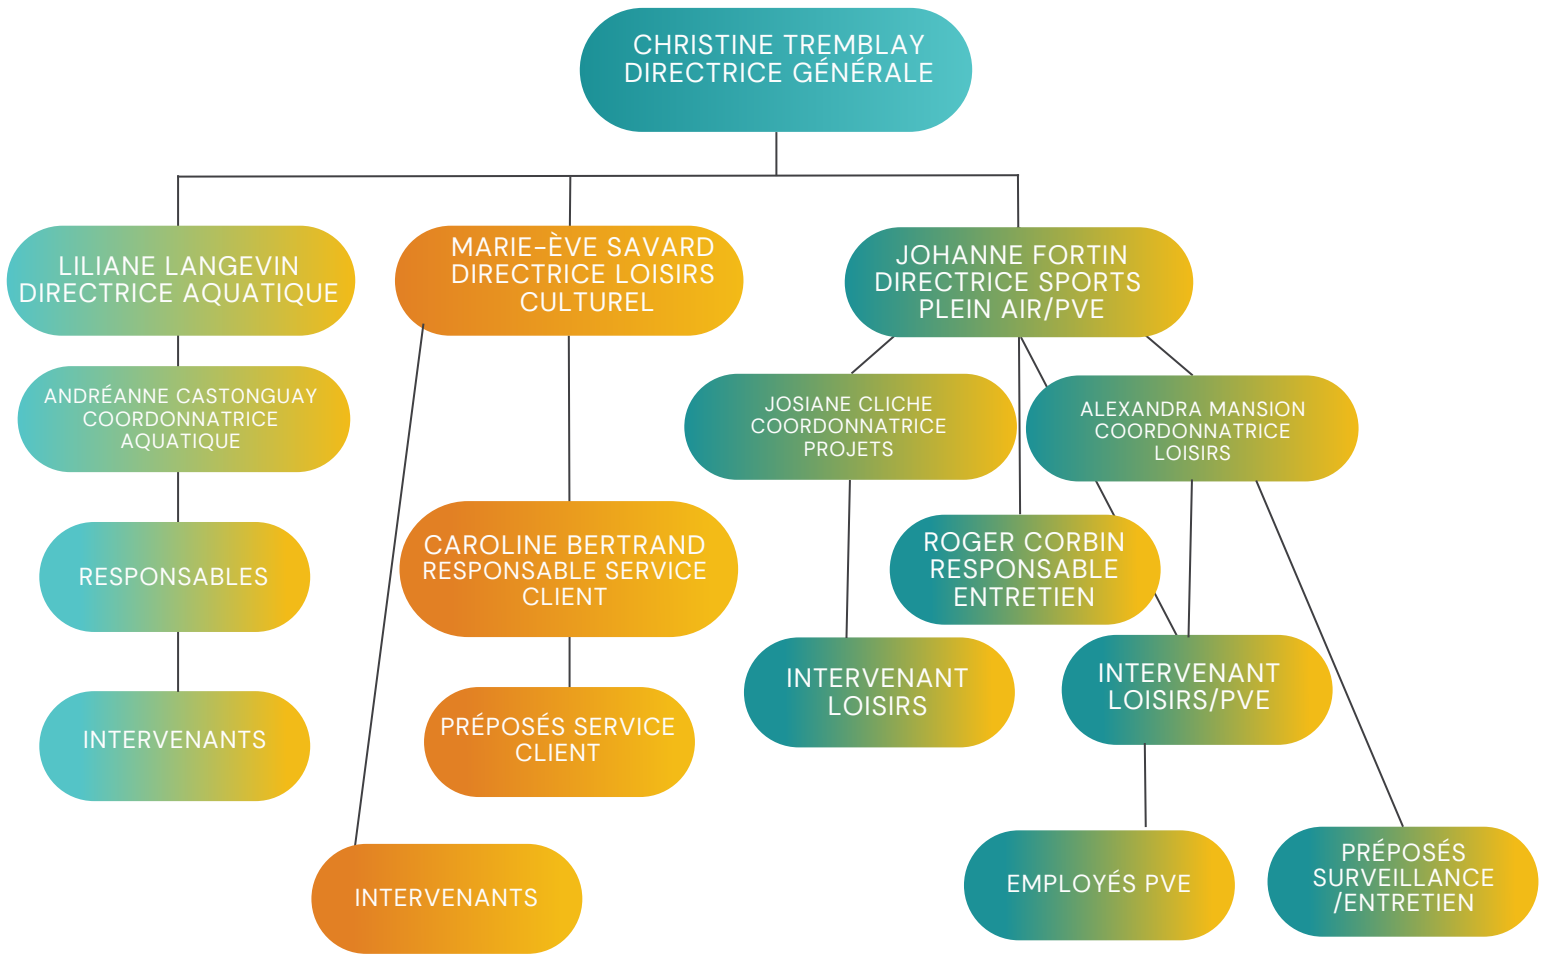 CHRISTINE TREMBLAY
DIRECTRICE GÉNÉRALE
LILIANE LANGEVIN
DIRECTRICE AQUATIQUE
MARIE-ÈVE SAVARD
DIRECTRICE LOISIRS
CULTUREL
JOHANNE FORTIN
DIRECTRICE SPORTS
PLEIN AIR/PVE
ANDRÉANNE CASTONGUAY
COORDONNATRICE
AQUATIQUE
JOSIANE CLICHE
COORDONNATRICE
PROJETS
ALEXANDRA MANSION
COORDONNATRICE
LOISIRS
RESPONSABLES
CAROLINE BERTRAND
RESPONSABLE SERVICE
CLIENT
ROGER CORBIN
RESPONSABLE
ENTRETIEN
INTERVENANTS
PRÉPOSÉS SERVICE
CLIENT
INTERVENANT
LOISIRS
INTERVENANT
LOISIRS/PVE
INTERVENANTS
EMPLOYÉS PVE
PRÉPOSÉS
SURVEILLANCE
/ENTRETIEN